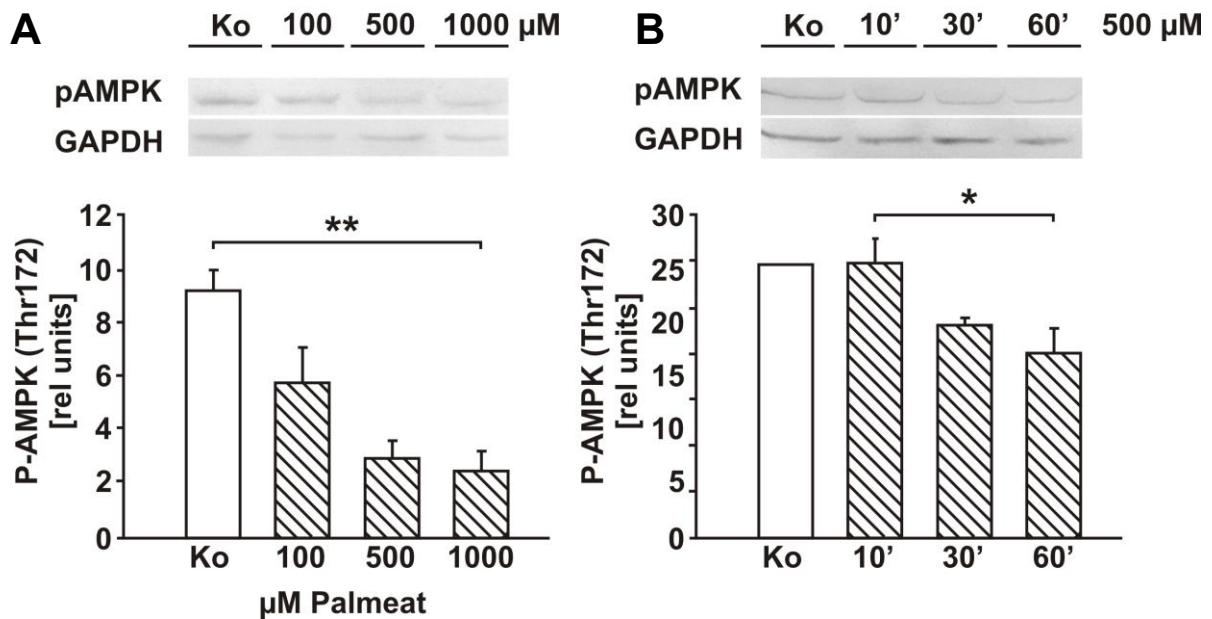 A
Ko 100 500 1000 µM
pAMPK
GAPDH
P-AMPK (Thr172)
[rel units]
12
10
8
6
4
2
0
**
Ko 100 500 1000
µM Palmeat
B
Ko 10’ 30’ 60’ 500 µM
pAMPK
GAPDH
P-AMPK (Thr172)
[rel units]
30
25
20
15
20
15
5
0
*
Ko 10’ 30’ 60’